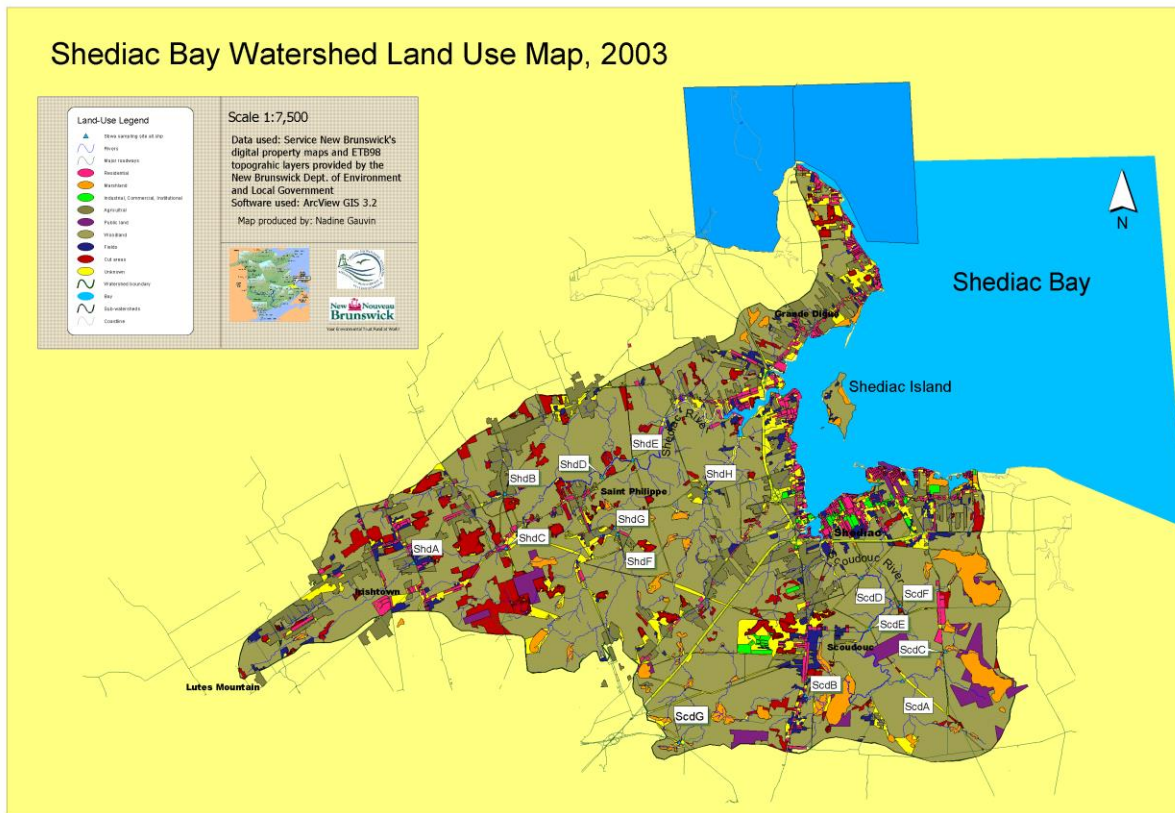 Shediac Bay Watershed Land Use Map, 2003
Land-Use Legend
Rivers
Major roadways
Residential
Marshland
Industrial, Commercial, Institutional
Public land
Woodland
Fields
Cut areas
Unknown
Watershed boundary
Bay
Sub-watersheds
Coastline
Scale 1:7,500
Data used: Service New Brunswick's
digital property maps and ETB98
topograhic layers provided by the
New Brunswick Dept. of Environment
and Local Government
Software used: ArcView GIS 3.2
Map produced by: Nadine Gauvin
New Nouveau
Brunswick
N
Shediac Bay
Grande Digue
Shediac Island
ShdE
ShdD
ShdB
ShdH
Saint Philippe
ShdG
ShdC
ShdA
ShdF
Shediac
Scoudouc River
Irishtown
ScdD
ScdF
ScdE
Scoudouc
ScdC
Lutes Mountain
ScdB
ScdA
ScdG